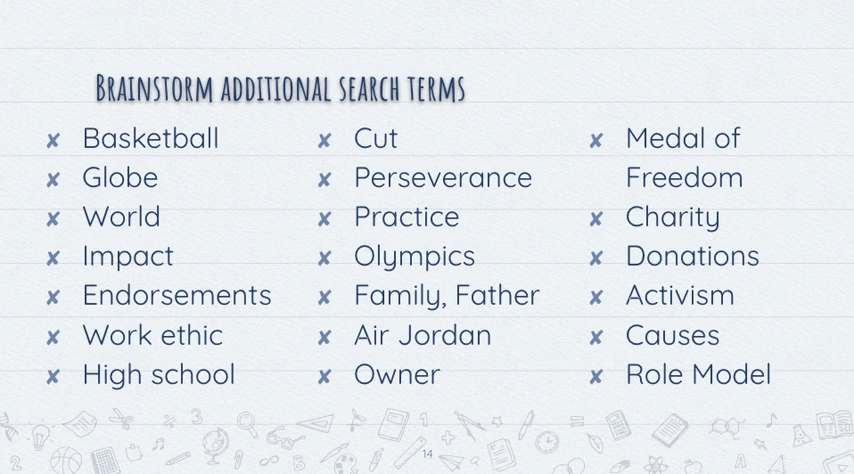 Brainstorm additional search terms
✘ Basketball
✘ Globe
✘ World
✘ Impact
✘ Endorsements
✘ Work ethic
✘ High school
✘ Cut
✘ Perseverance
✘ Practice
✘ Olympics
✘ Family, Father
✘ Air Jordan
✘ Owner
✘ Medal of
Freedom
✘ Charity
✘ Donations
✘ Activism
✘ Causes
✘ Role Model
14